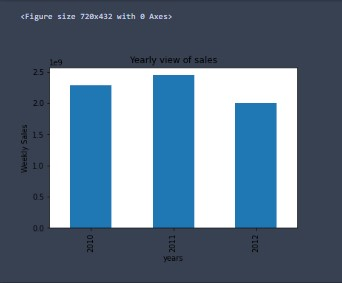 <Figure size 720x432 with 0 Axes>
1e9
Yearly view of sales
2.5
2.0
1.5
1.0
0.5
0.0
Weekly Sales
2010
2011
2012
years